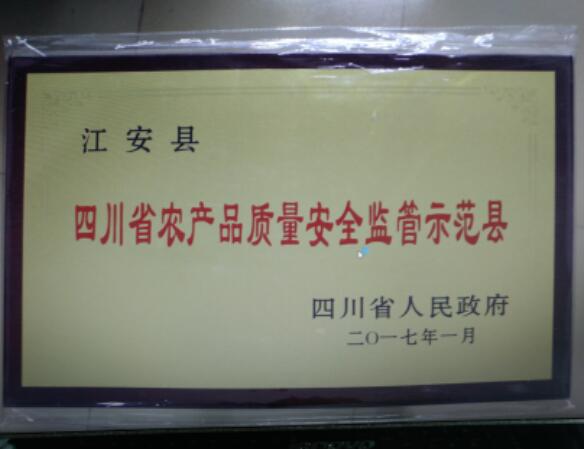 江安县
四川省农产品质量安全监管示范县
四川省人民政府
二〇一七年一月